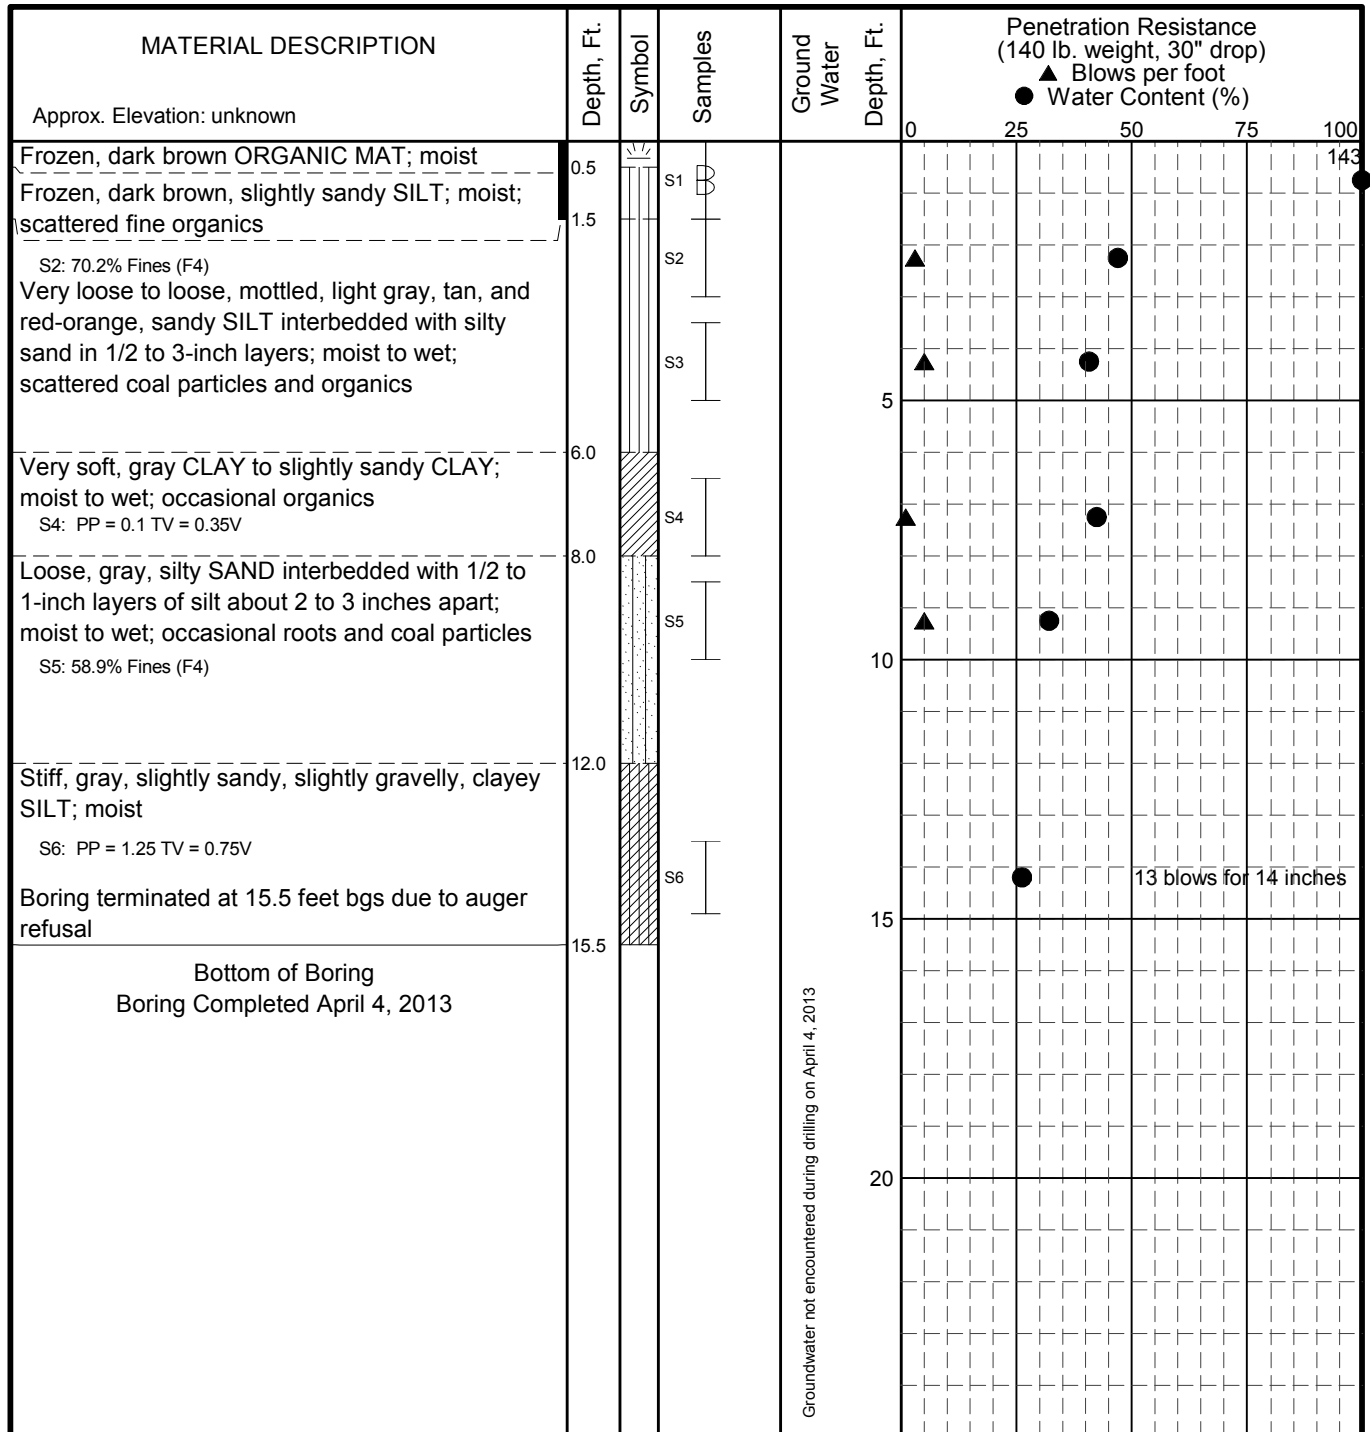 MATERIAL DESCRIPTION
Approx. Elevation: unknown
Depth, Ft.
Symbol
Samples
Ground
Water
Depth, Ft.
Penetration Resistance
(140 lb. weight, 30" drop)
▲ Blows per foot
● Water Content (%)
0 25 50 75 100
143
Frozen, dark brown ORGANIC MAT; moist
0.5
Frozen, dark brown, slightly sandy SILT; moist;
scattered fine organics
1.5
S1
B
S2: 70.2% Fines (F4)
Very loose to loose, mottled, light gray, tan, and
red-orange, sandy SILT interbedded with silty
sand in 1/2 to 3-inch layers; moist to wet;
scattered coal particles and organics
S2
S3
5
6.0
Very soft, gray CLAY to slightly sandy CLAY;
moist to wet; occasional organics
S4: PP = 0.1 TV = 0.35V
S4
8.0
Loose, gray, silty SAND interbedded with 1/2 to
1-inch layers of silt about 2 to 3 inches apart;
moist to wet; occasional roots and coal particles
S5: 58.9% Fines (F4)
S5
10
12.0
Stiff, gray, slightly sandy, slightly gravelly, clayey
SILT; moist
S6: PP = 1.25 TV = 0.75V
S6
13 blows for 14 inches
Boring terminated at 15.5 feet bgs due to auger
refusal
15
15.5
Bottom of Boring
Boring Completed April 4, 2013
Groundwater not encountered during drilling on April 4, 2013
20